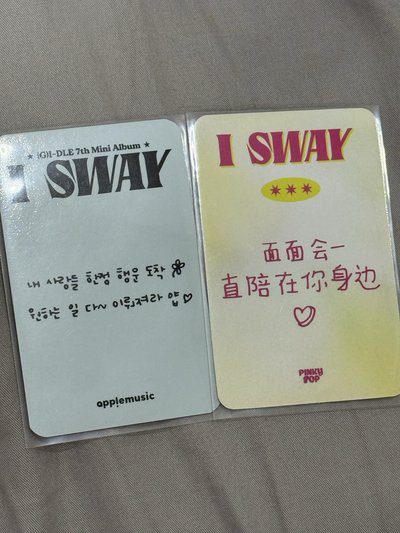 ★ (G)I-DLE 7th Mini Album ★
I SWAY
내 사랑들 한정 행운 도착
원하는 일 다~ 이뤄져라 얍♡
applemusic
I SWAY
★★★
面面会一
直陪在你身边
♡
PINKY
POP